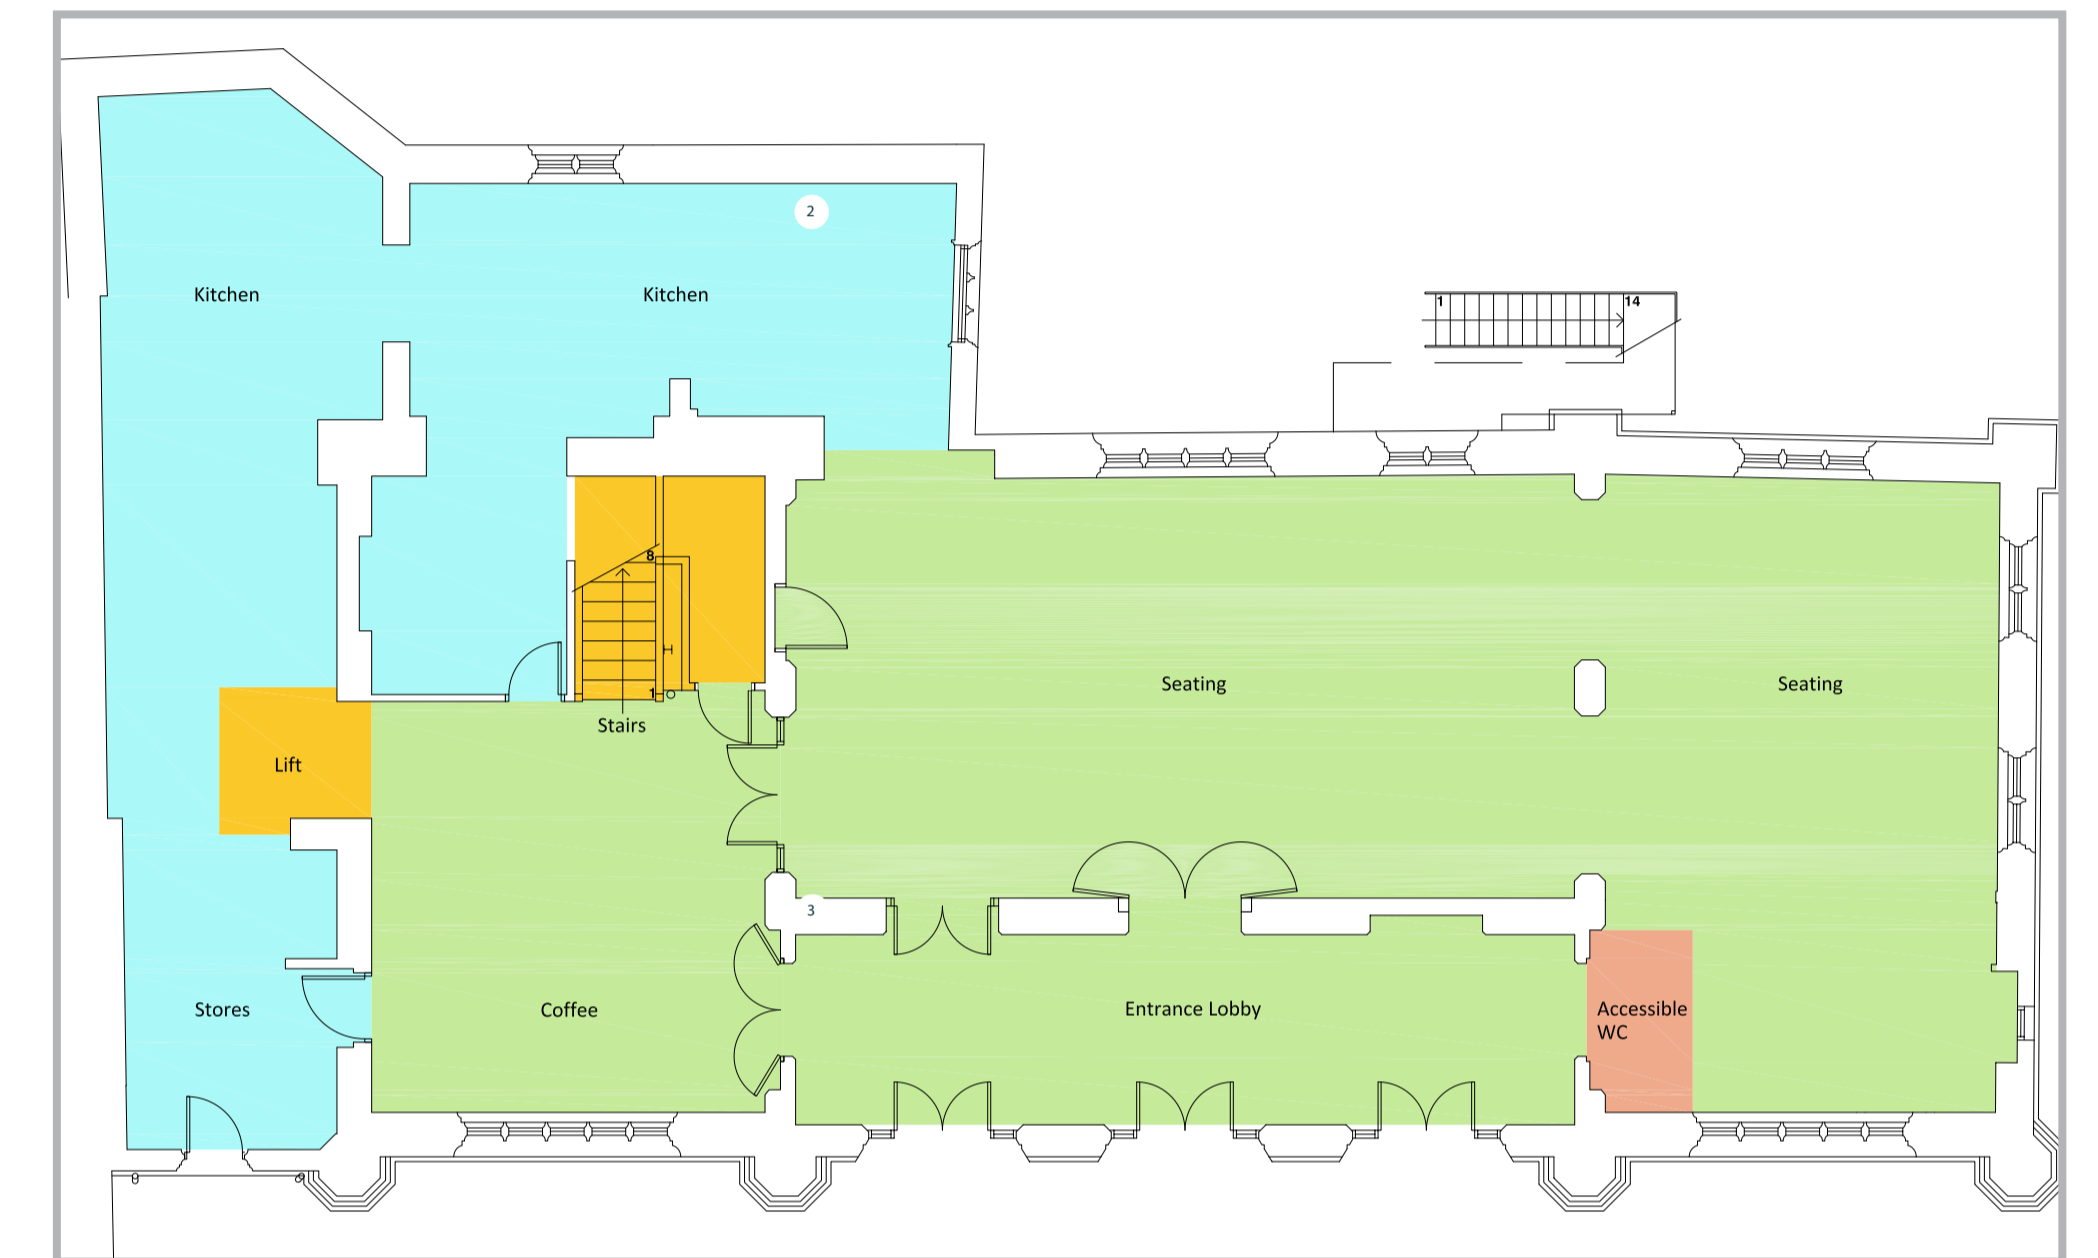 2
Kitchen
Kitchen
1
14
8
Seating
Seating
1
Stairs
Lift
3
Stores
Coffee
Entrance Lobby
Accessible
WC